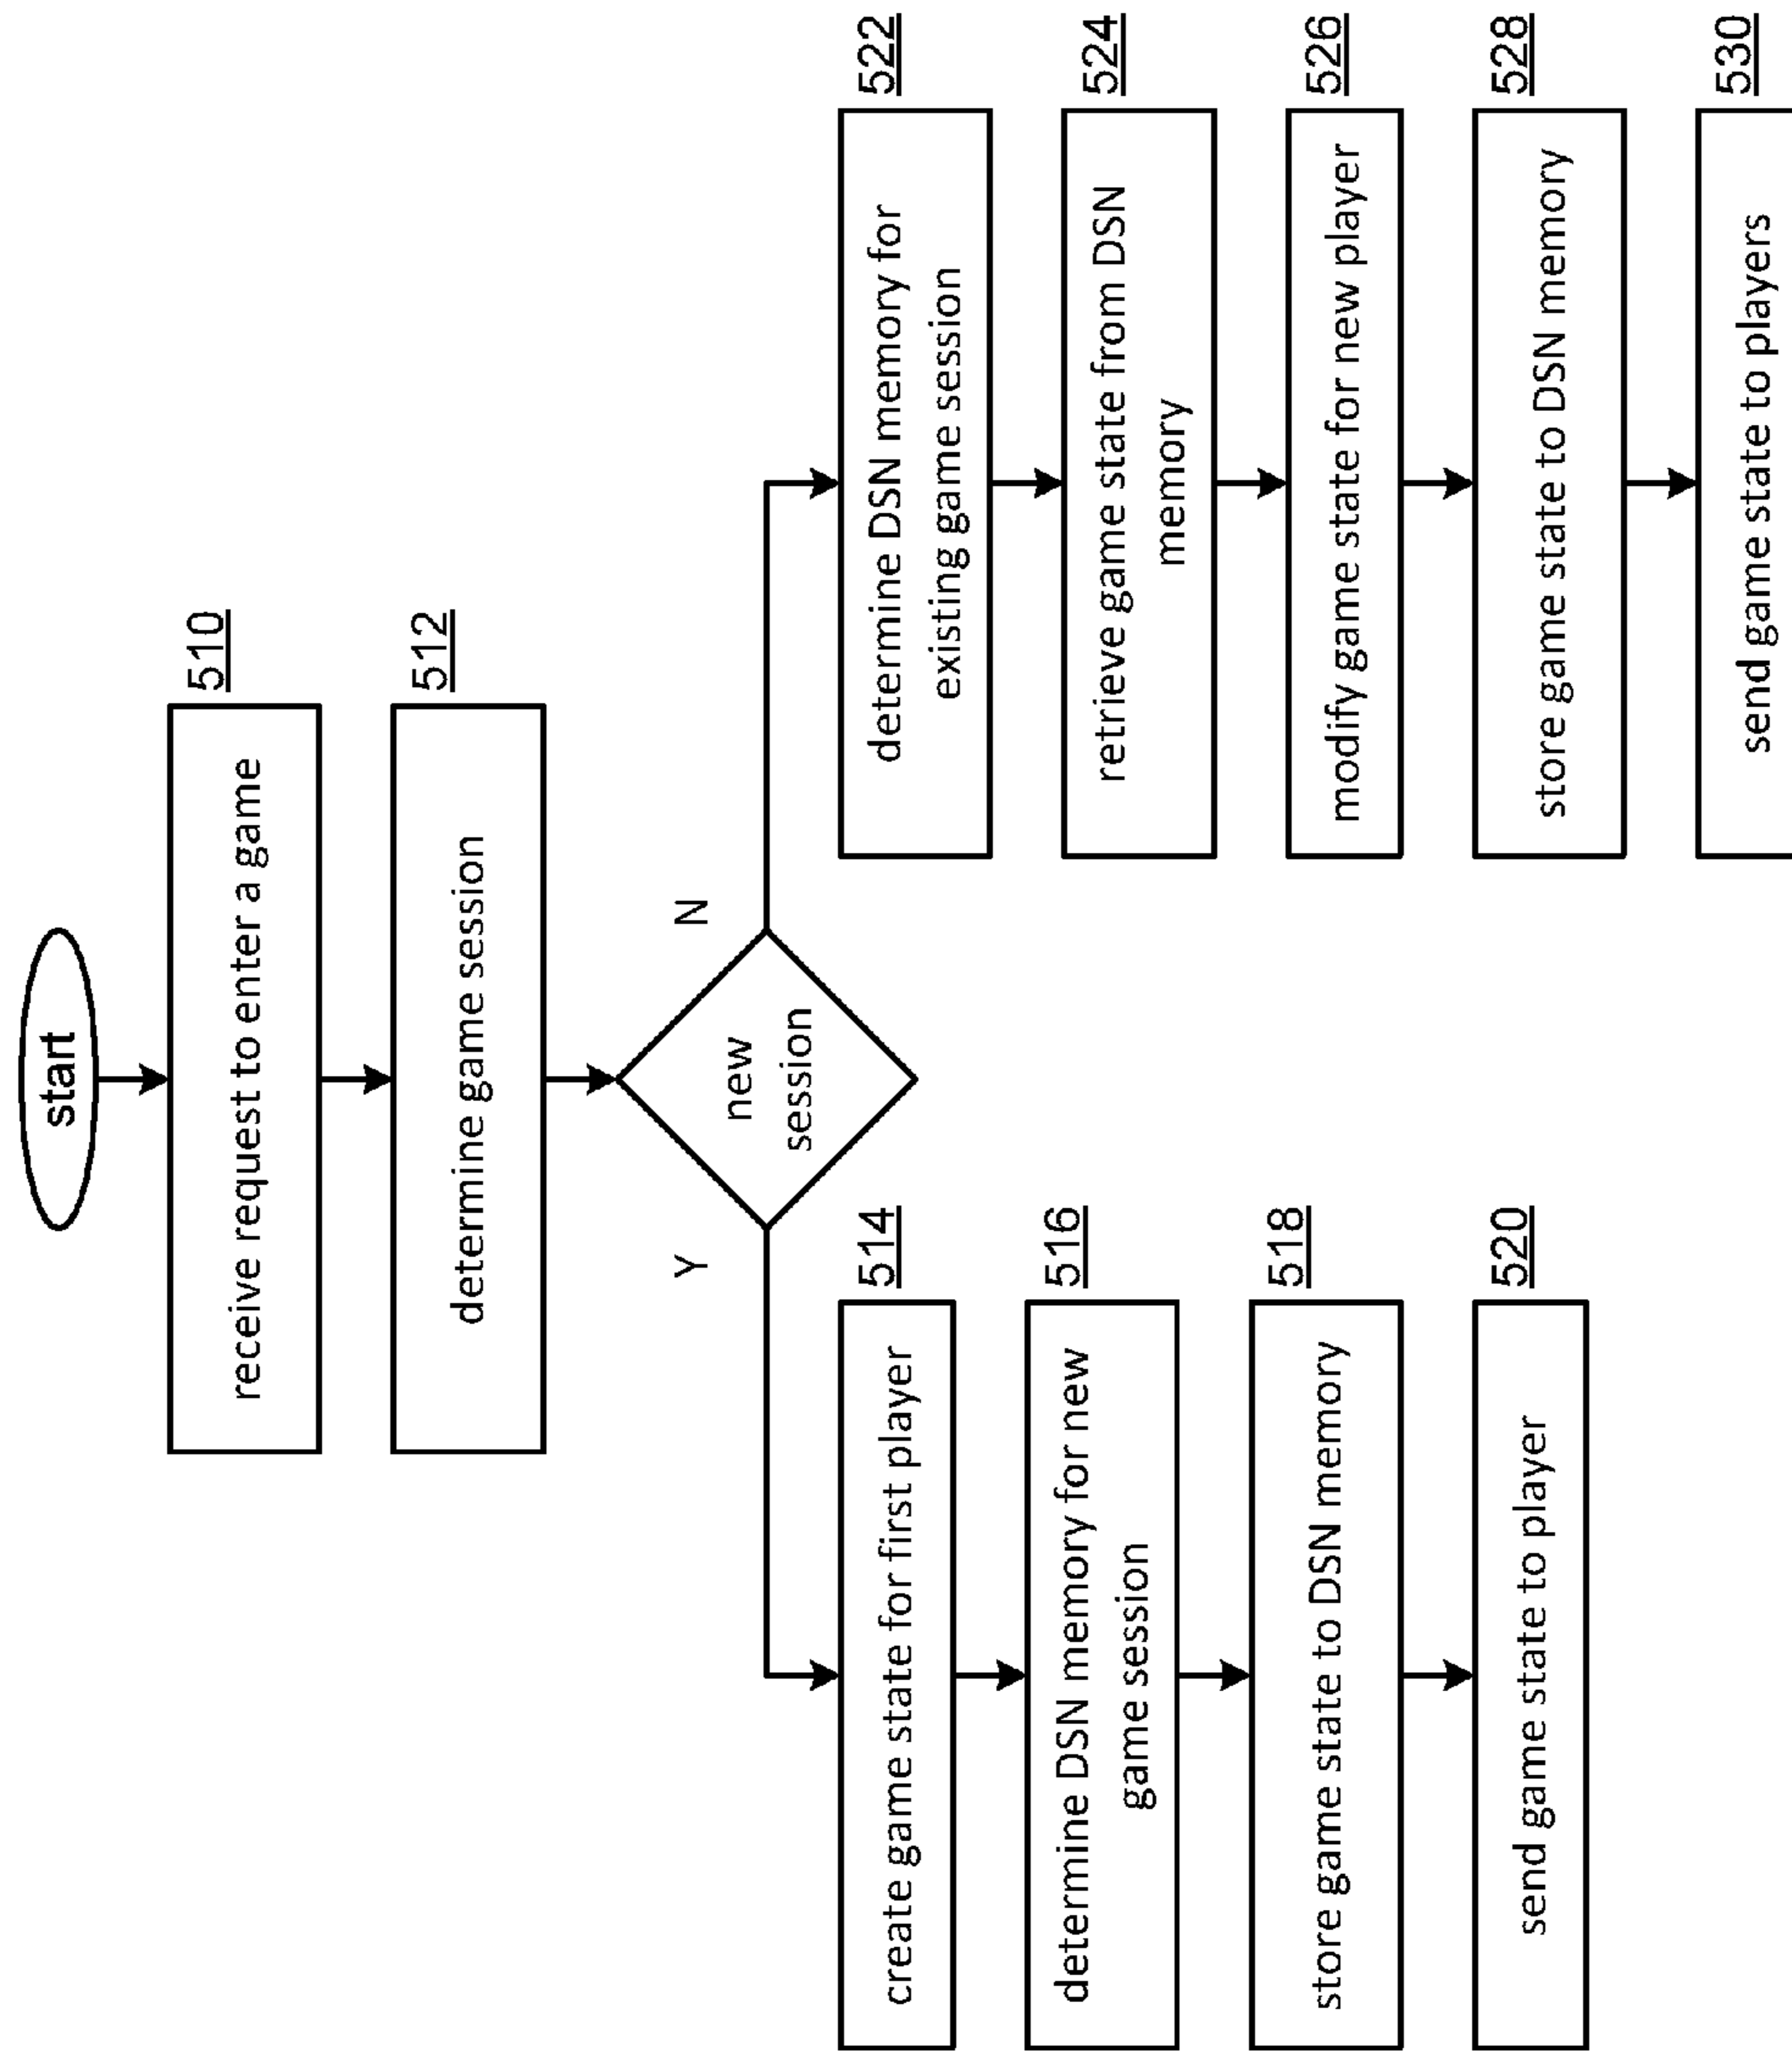 start
510
receive request to enter a game
512
determine game session
new
session
Y
N
514
create game state for first player
516
determine DSN memory for new
game session
518
store game state to DSN memory
520
send game state to player
522
determine DSN memory for
existing game session
524
retrieve game state from DSN
memory
526
modify game state for new player
528
store game state to DSN memory
530
send game state to players